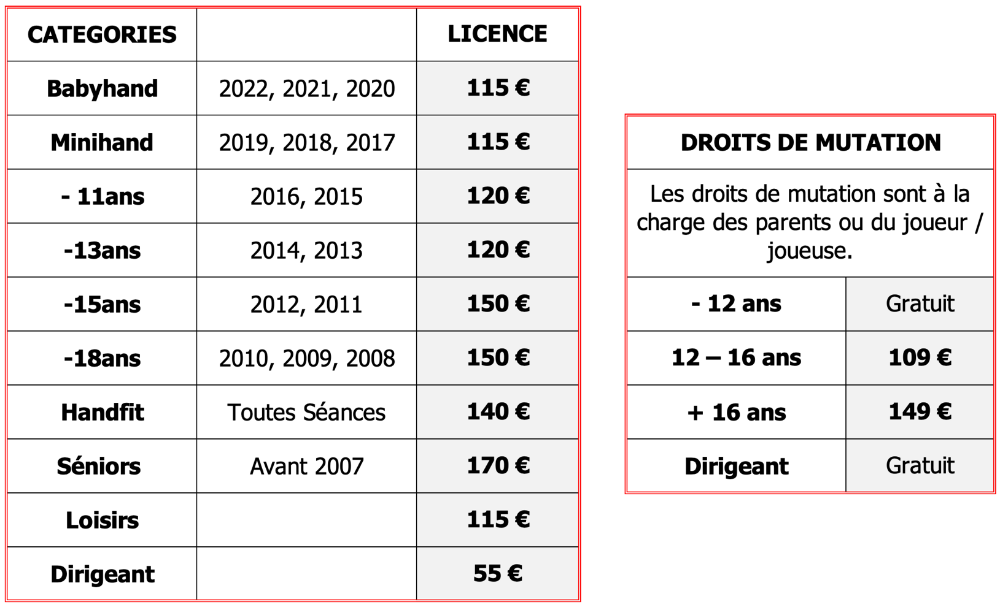 CATEGORIES LICENCE
Babyhand 2022, 2021, 2020 115 €
Minihand 2019, 2018, 2017 115 €
- 11ans 2016, 2015 120 €
-13ans 2014, 2013 120 €
-15ans 2012, 2011 150 €
-18ans 2010, 2009, 2008 150 €
Handfit Toutes Séances 140 €
Séniors Avant 2007 170 €
Loisirs 115 €
Dirigeant 55 €
DROITS DE MUTATION
Les droits de mutation sont à la
charge des parents ou du joueur /
joueuse.
- 12 ans Gratuit
12 – 16 ans 109 €
+ 16 ans 149 €
Dirigeant Gratuit